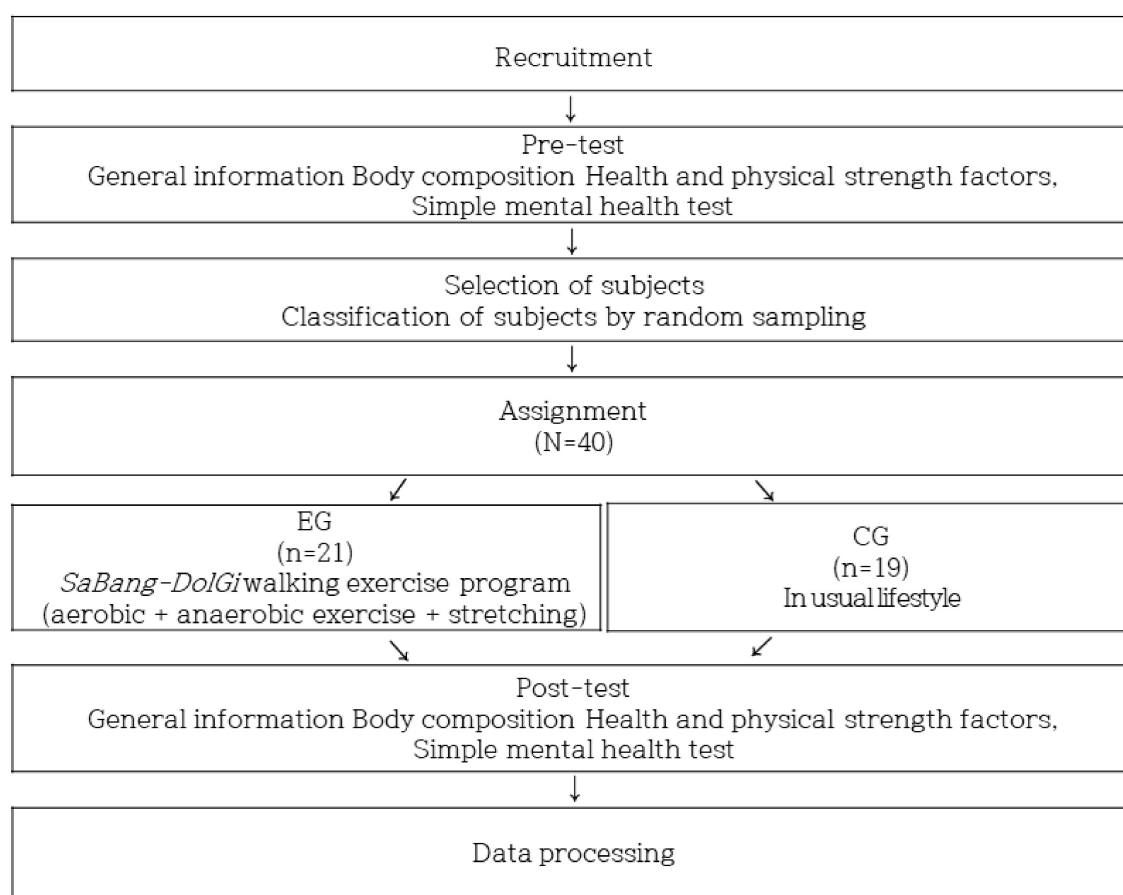 Recruitment
↓
Pre-test
General information Body composition Health and physical strength factors,
Simple mental health test
↓
Selection of subjects
Classification of subjects by random sampling
↓
Assignment
(N=40)
↙ ↘
EG
(n=21)
SaBang-DolGi walking exercise program
(aerobic + anaerobic exercise + stretching)
CG
(n=19)
In usual lifestyle
↘ ↙
Post-test
General information Body composition Health and physical strength factors,
Simple mental health test
↓
Data processing